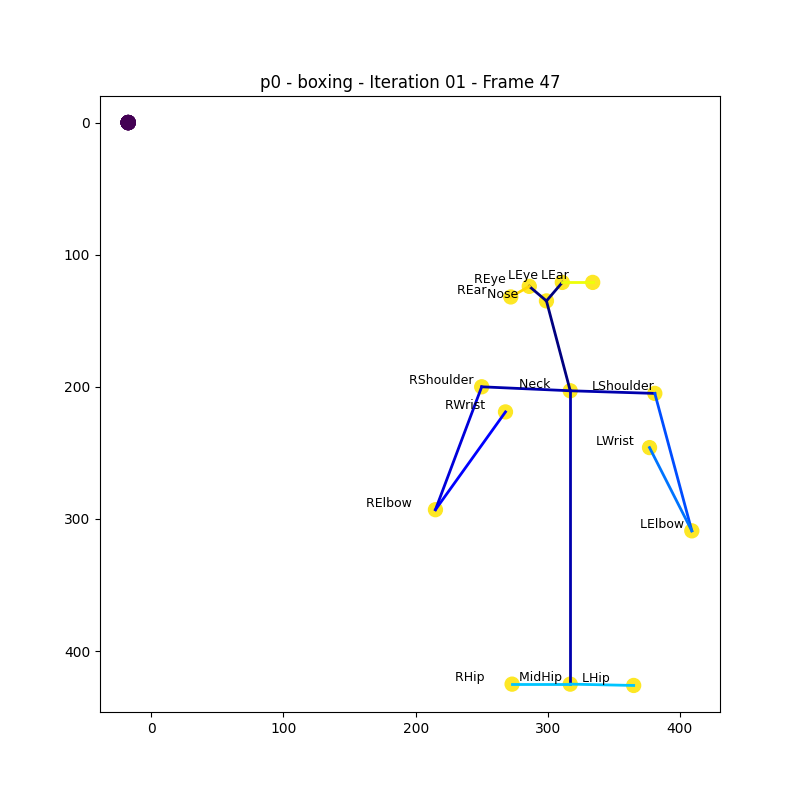 p0 - boxing - Iteration 01 - Frame 47
0
100
200
300
400
REye LEye LEar
REar Nose
RShoulder Neck LShoulder
RWrist
LWrist
RElbow
LElbow
RHip MidHip LHip
0 100 200 300 400